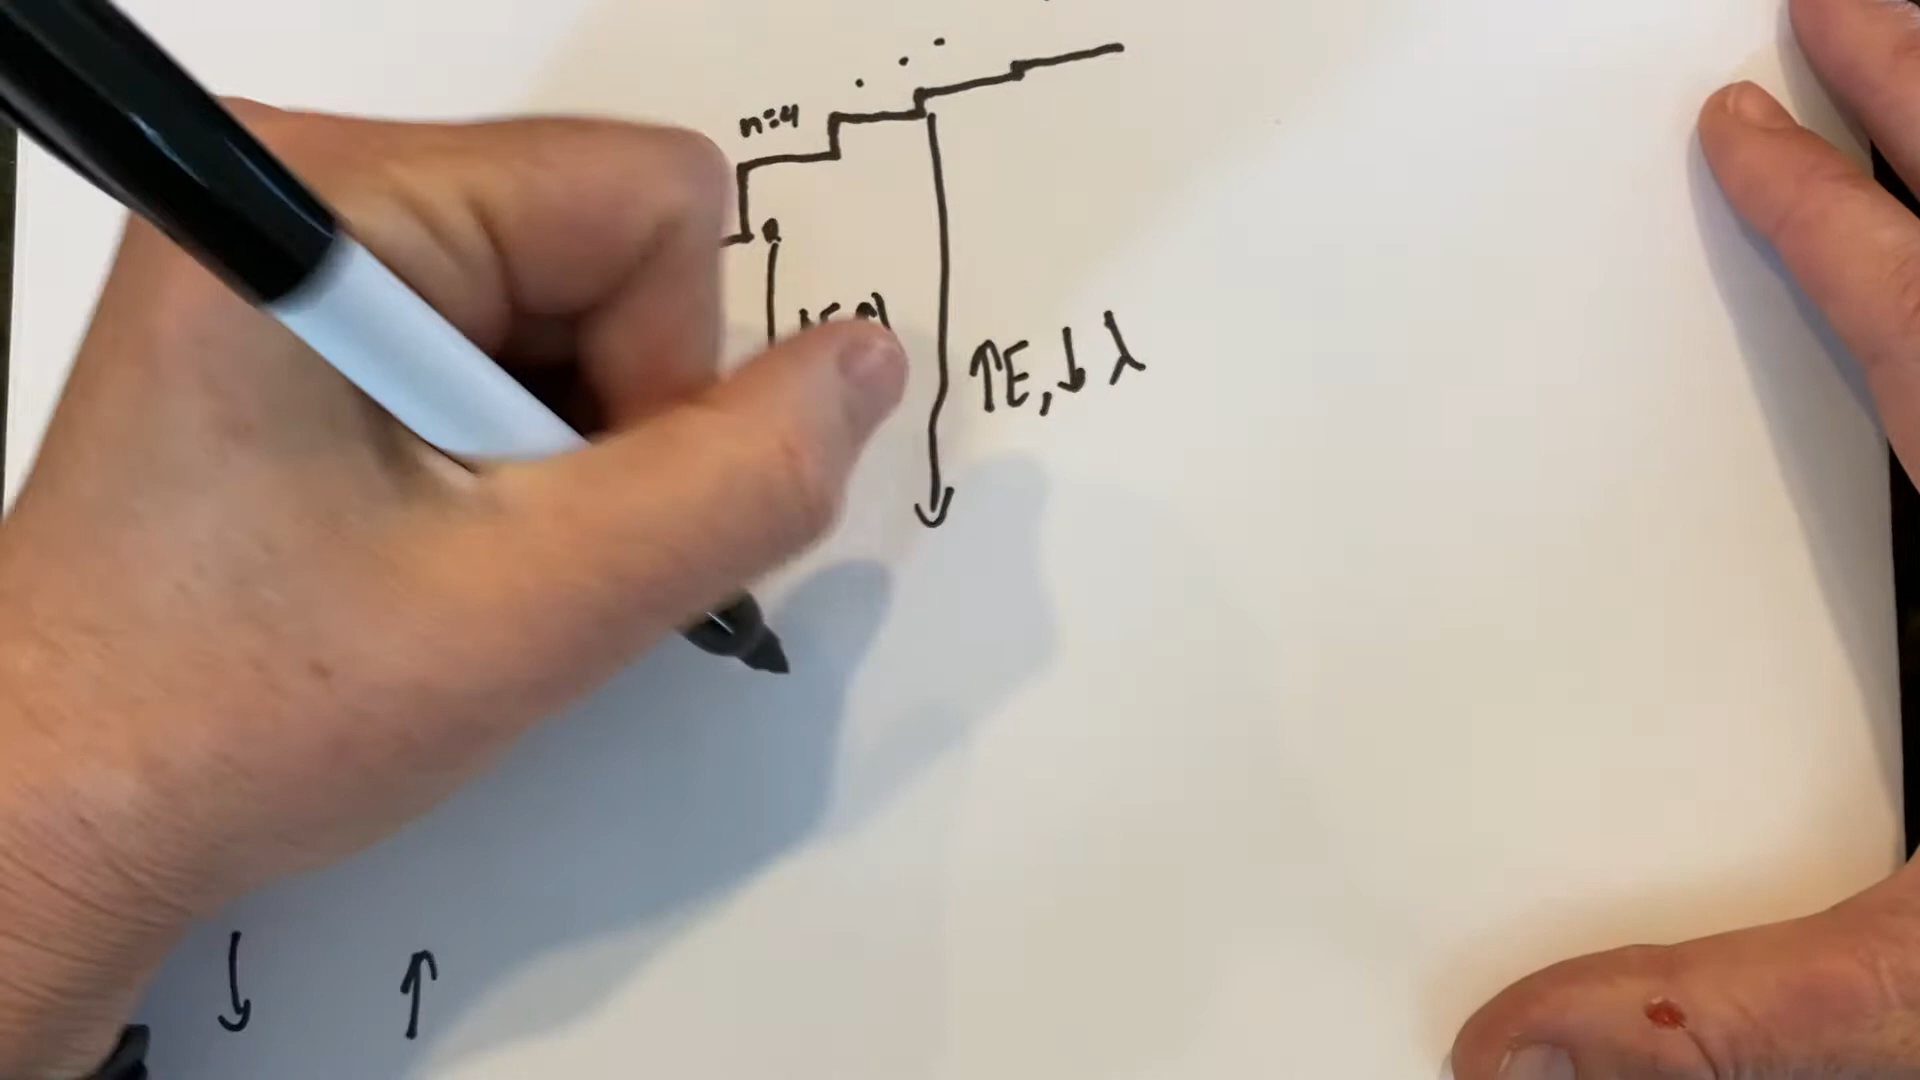 n=4
↑E, ↓ λ
↓ ↑